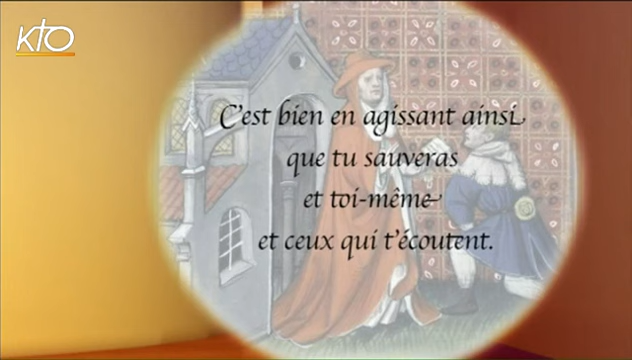 KTO
C'est bien en agissant ainsi
que tu sauveras
et toi-même
et ceux qui t'écoutent.